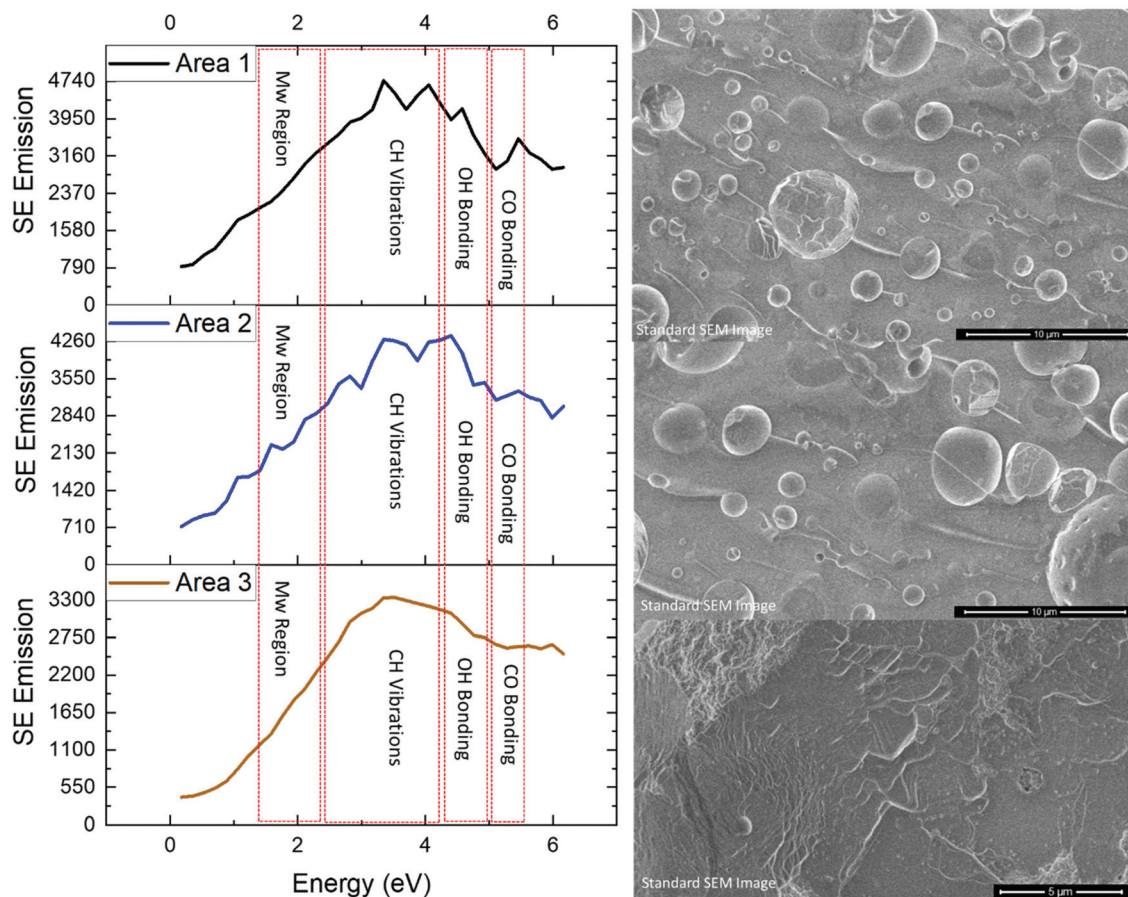 0 2 4 6
Area 1
SE Emission
4740
3950
3160
2370
1580
790
0
Mw Region
CH Vibrations
OH Bonding
CO Bonding
Area 2
SE Emission
4260
3550
2840
2130
1420
710
0
Mw Region
CH Vibrations
OH Bonding
CO Bonding
Area 3
SE Emission
3300
2750
2200
1650
1100
550
0
Mw Region
CH Vibrations
OH Bonding
CO Bonding
0 2 4 6
Energy (eV)
Standard SEM Image
10 µm
Standard SEM Image
10 µm
Standard SEM Image
5 µm